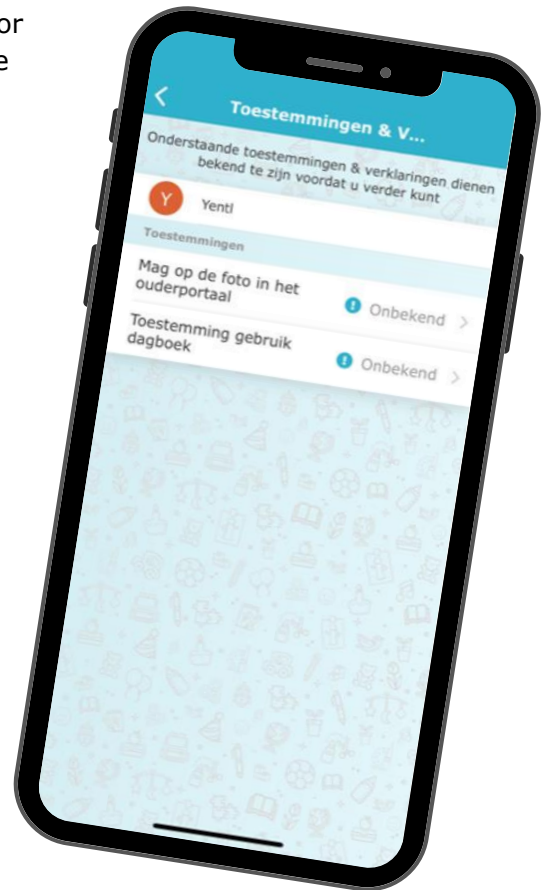 or
e
Toestemmingen & V...
Onderstaande toestemmingen & verklaringen dienen
bekend te zijn voordat u verder kunt
Y Yentl
Toestemmingen
Mag op de foto in het
ouderportaal
! Onbekend
Toestemming gebruik
dagboek
! Onbekend